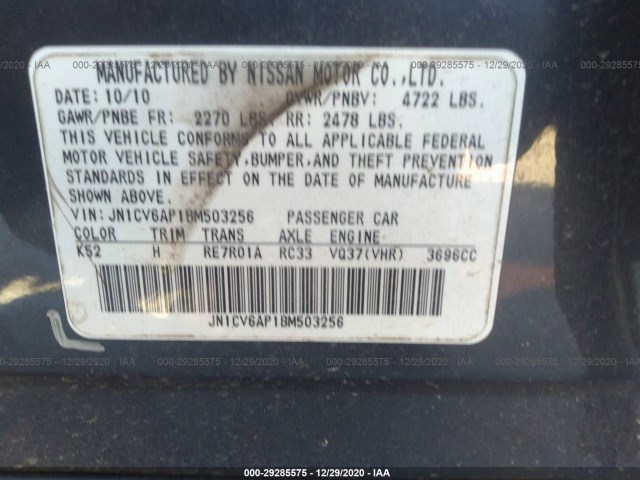 MANUFACTURED BY NISSAN MOTOR CO.,LTD.
DATE: 10/10 GVWR/PNBV: 4722 LBS.
GAWR/PNBE FR: 2270 LBS. RR: 2478 LBS.
THIS VEHICLE CONFORMS TO ALL APPLICABLE FEDERAL
MOTOR VEHICLE SAFETY,BUMPER,AND THEFT PREVENTION
STANDARDS IN EFFECT ON THE DATE OF MANUFACTURE
SHOWN ABOVE.
VIN:JN1CV6AP1BM503256 PASSENGER CAR
COLOR TRIM TRANS AXLE ENGINE
K52 H RE7R01A RC33 VQ37(VHR) 3696CC
JN1CV6AP1BM503256
000-29285575 | 12/29/2020 - IAA